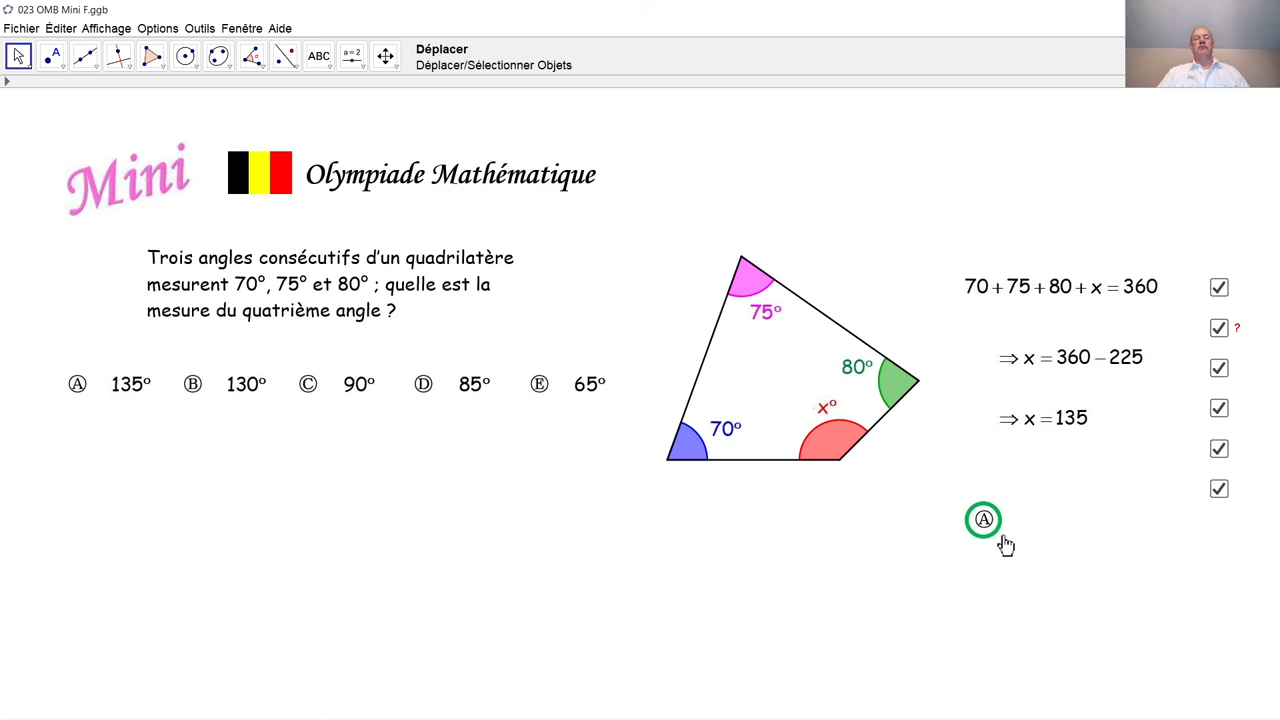 023 OMB Mini F.ggb
Fichier Éditer Affichage Options Outils Fenêtre Aide
A
ABC
a=2
Déplacer
Déplacer/Sélectionner Objets
Mini
Olympiade Mathématique
Trois angles consécutifs d'un quadrilatère
mesurent 70°, 75° et 80° ; quelle est la
mesure du quatrième angle ?
Ⓐ 135° Ⓑ 130° Ⓒ 90° Ⓓ 85° Ⓔ 65°
75°
80°
x°
70°
70 + 75 + 80 + x = 360
?
⇒ x = 360 – 225
⇒ x = 135
Ⓐ